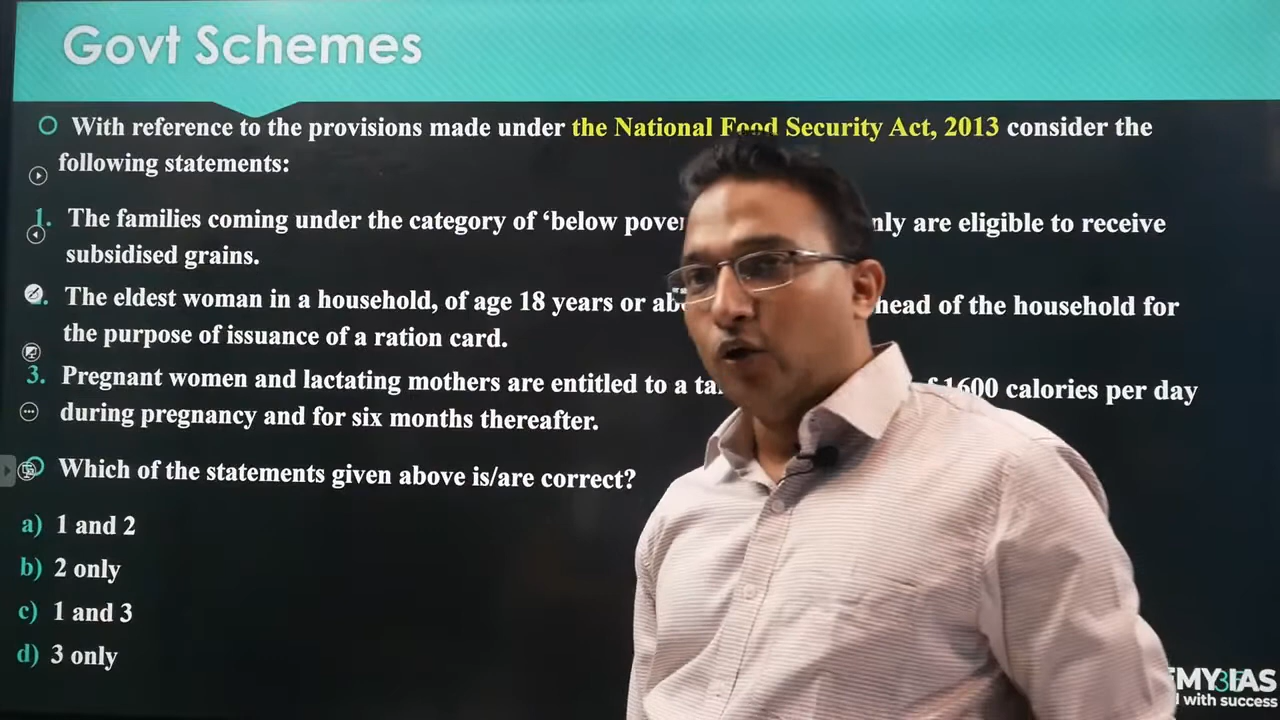 Govt Schemes
With reference to the provisions made under the National Food Security Act, 2013 consider the
following statements:
1. The families coming under the category of ‘below nly are eligible to receive
subsidised grains.
The eldest woman in a household, of age 18 years or head of the household for
the purpose of issuance of a ration card.
3. Pregnant women and lactating mothers are entitled to a 1600 calories per day
during pregnancy and for six months thereafter.
Which of the statements given above is/are correct?
a) 1 and 2
b) 2 only
c) 1 and 3
d) 3 only
MY IAS
with success